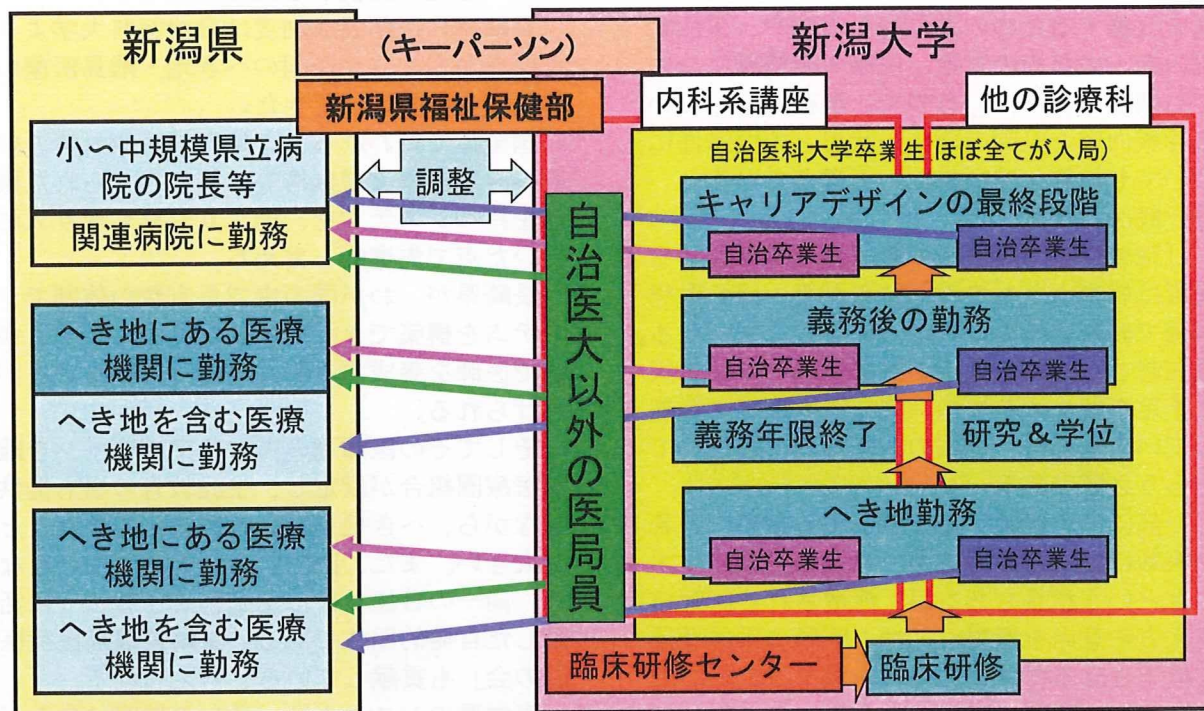 新潟県
(キーパーソン)
新潟県福祉保健部
新潟大学
内科系講座
他の診療科
小〜中規模県立病
院の院長等
関連病院に勤務
調整
自治医科大学卒業生(ほぼ全てが入局)
キャリアデザインの最終段階
自治卒業生
自治卒業生
へき地にある医療
機関に勤務
へき地を含む医療
機関に勤務
義務後の勤務
自治卒業生
自治卒業生
義務年限終了
研究&学位
へき地にある医療
機関に勤務
へき地を含む医療
機関に勤務
へき地勤務
自治卒業生
自治卒業生
自治医大以外の医局員
臨床研修センター
臨床研修